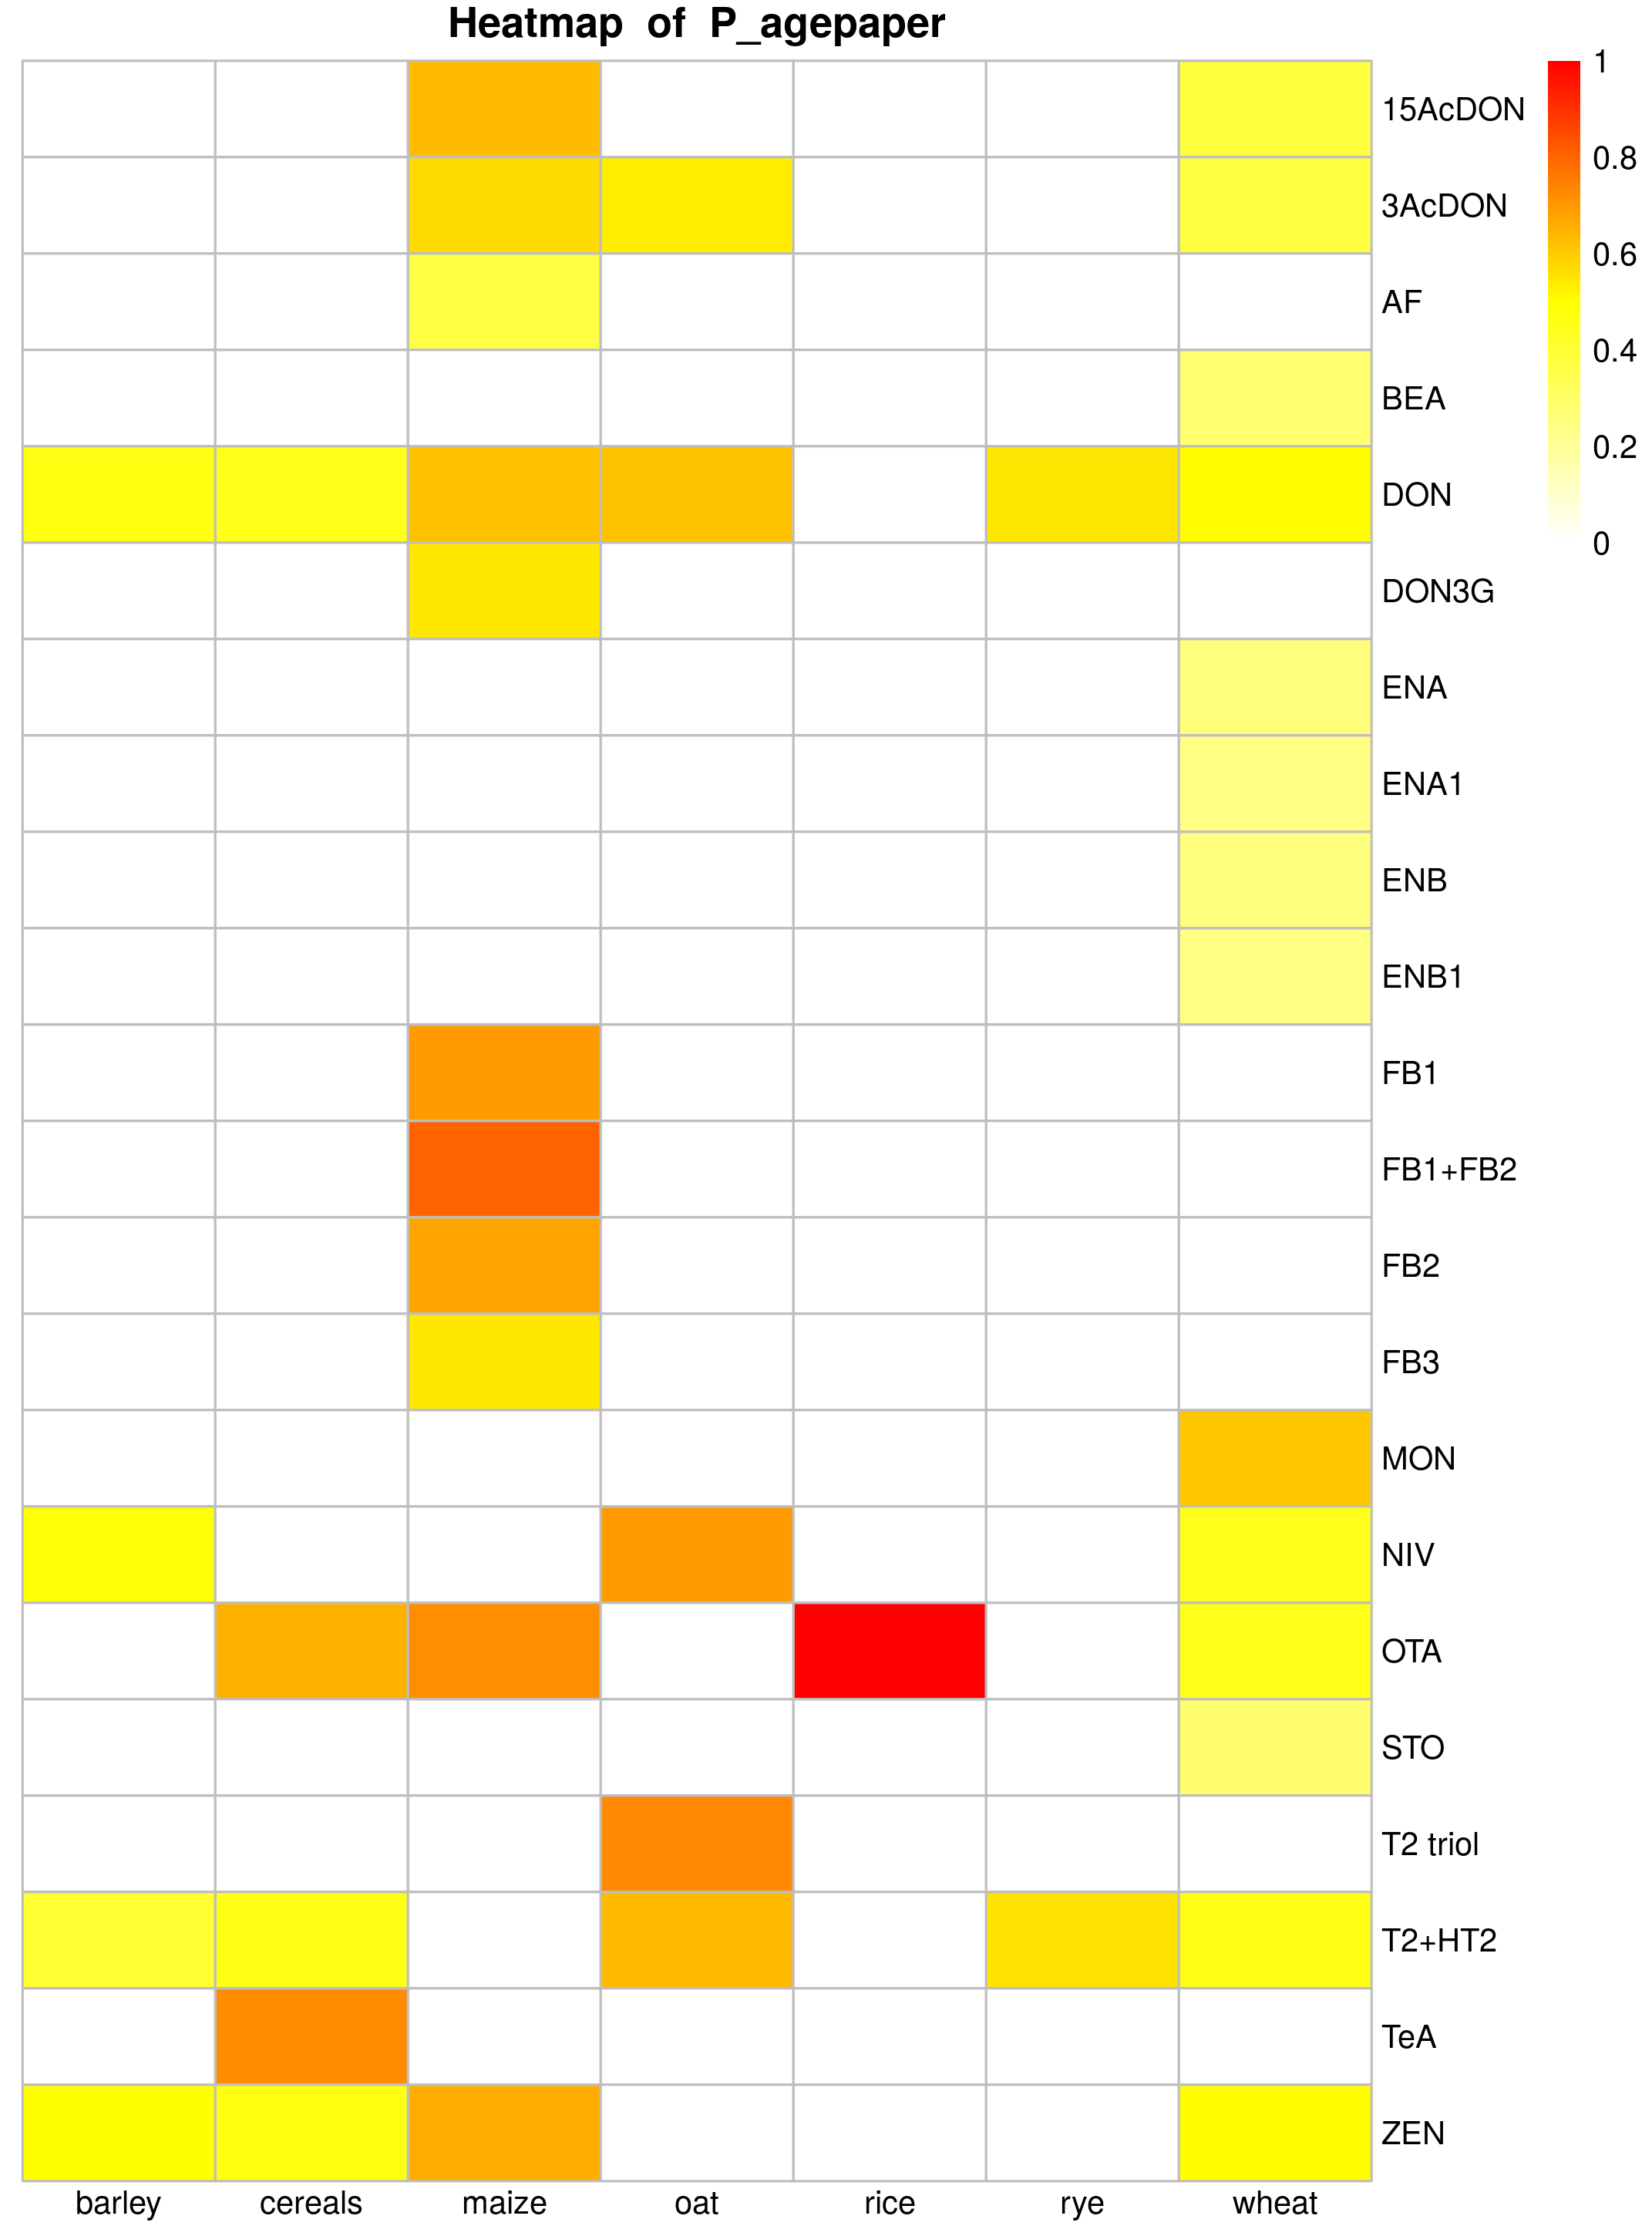 Heatmap of P_agepaper
15AcDON
3AcDON
AF
BEA
DON
DON3G
ENA
ENA1
ENB
ENB1
FB1
FB1+FB2
FB2
FB3
MON
NIV
OTA
STO
T2 triol
T2+HT2
TeA
ZEN
1
0.8
0.6
0.4
0.2
0
barley cereals maize oat rice rye wheat